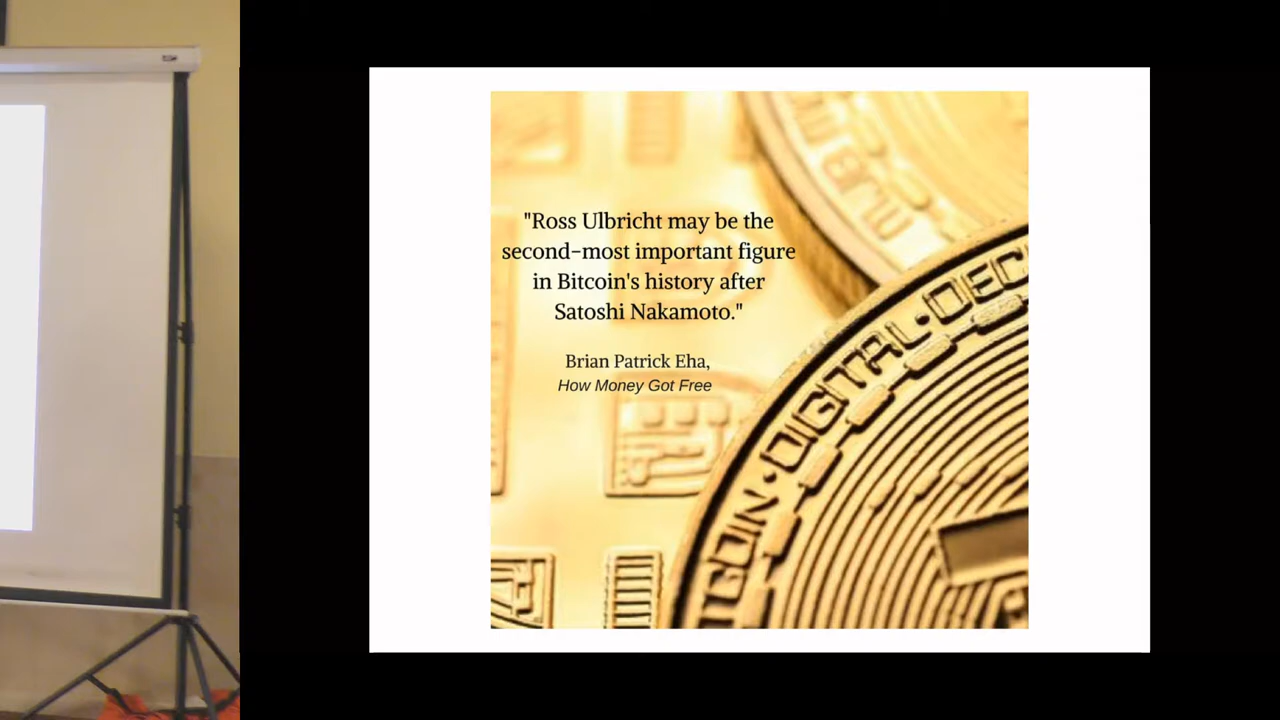 "Ross Ulbricht may be the
second-most important figure
in Bitcoin's history after
Satoshi Nakamoto."
Brian Patrick Eha,
How Money Got Free
DIGITAL